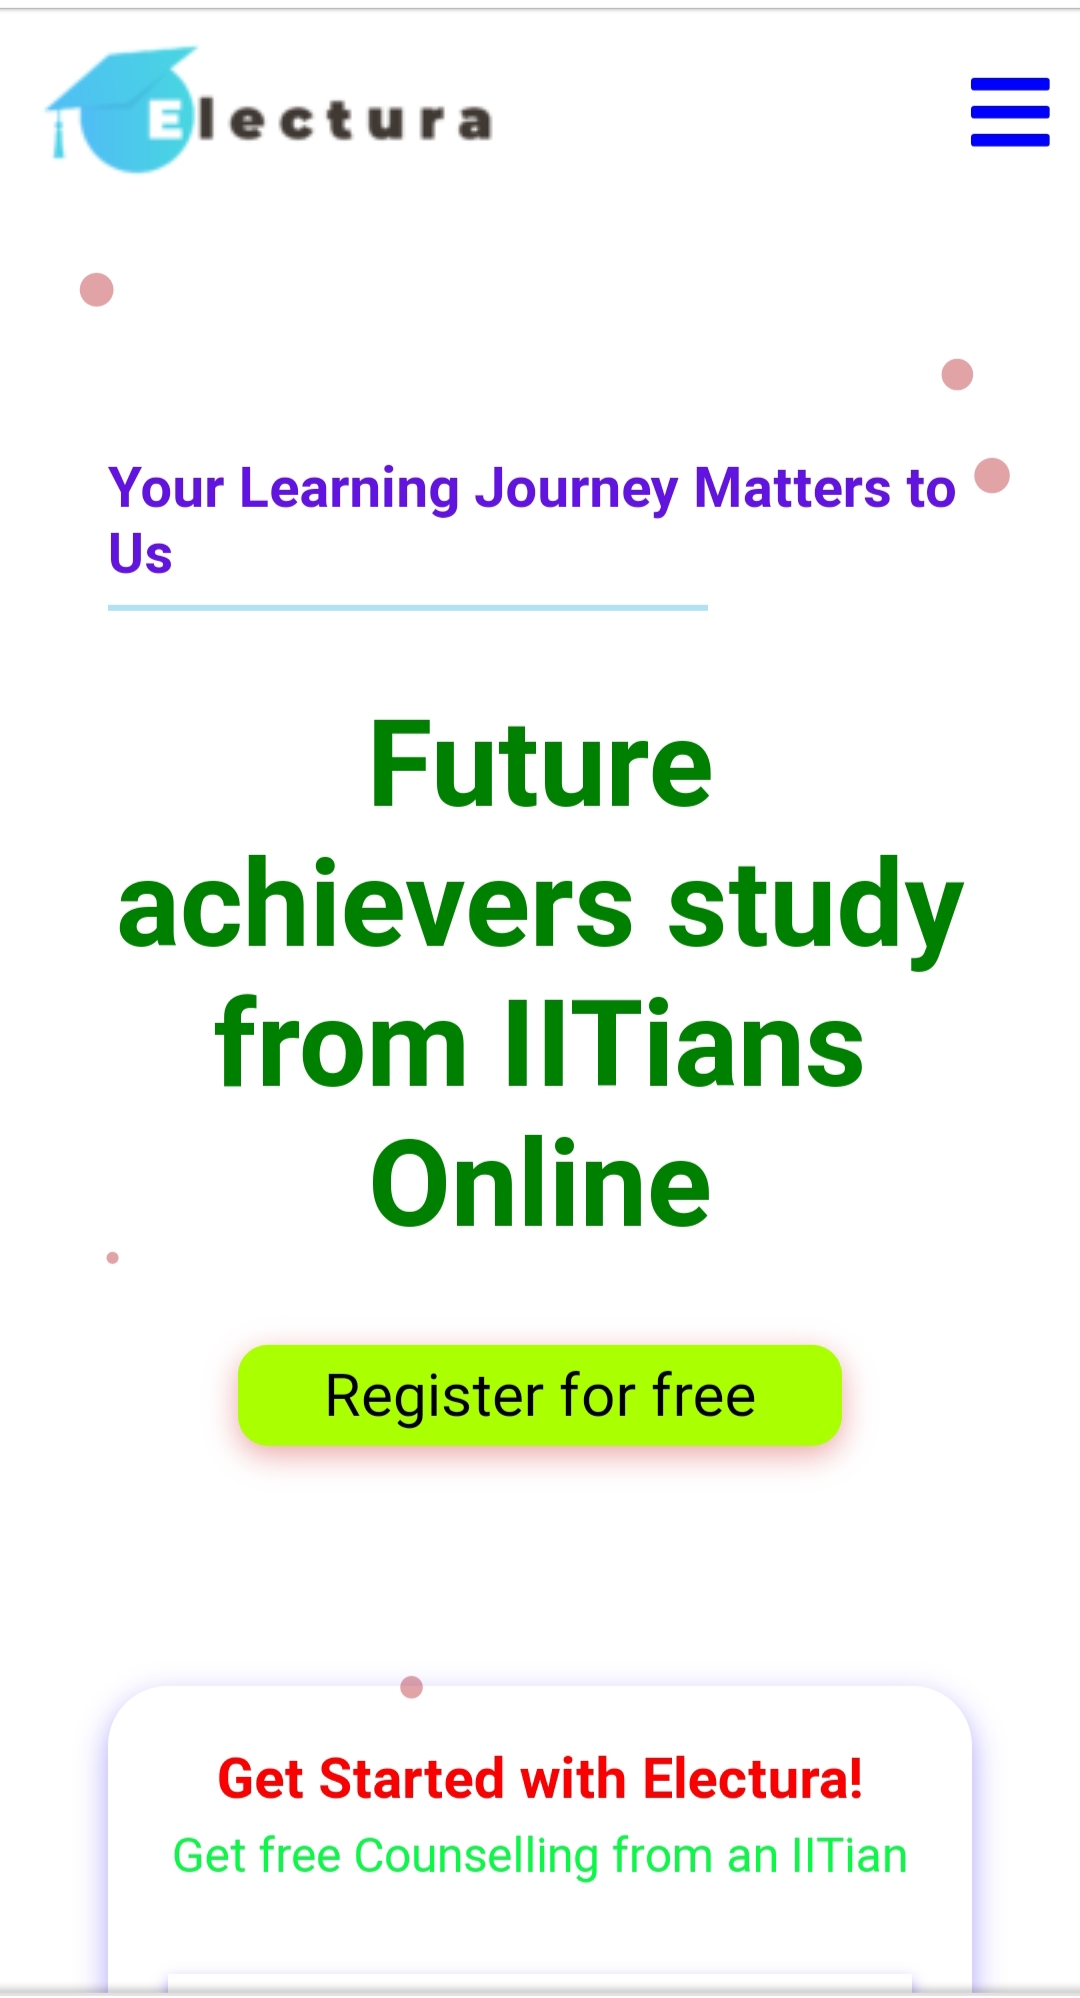 Electura
Your Learning Journey Matters to
Us
Future
achievers study
from IITians
Online
Register for free
Get Started with Electura!
Get free Counselling from an IITian